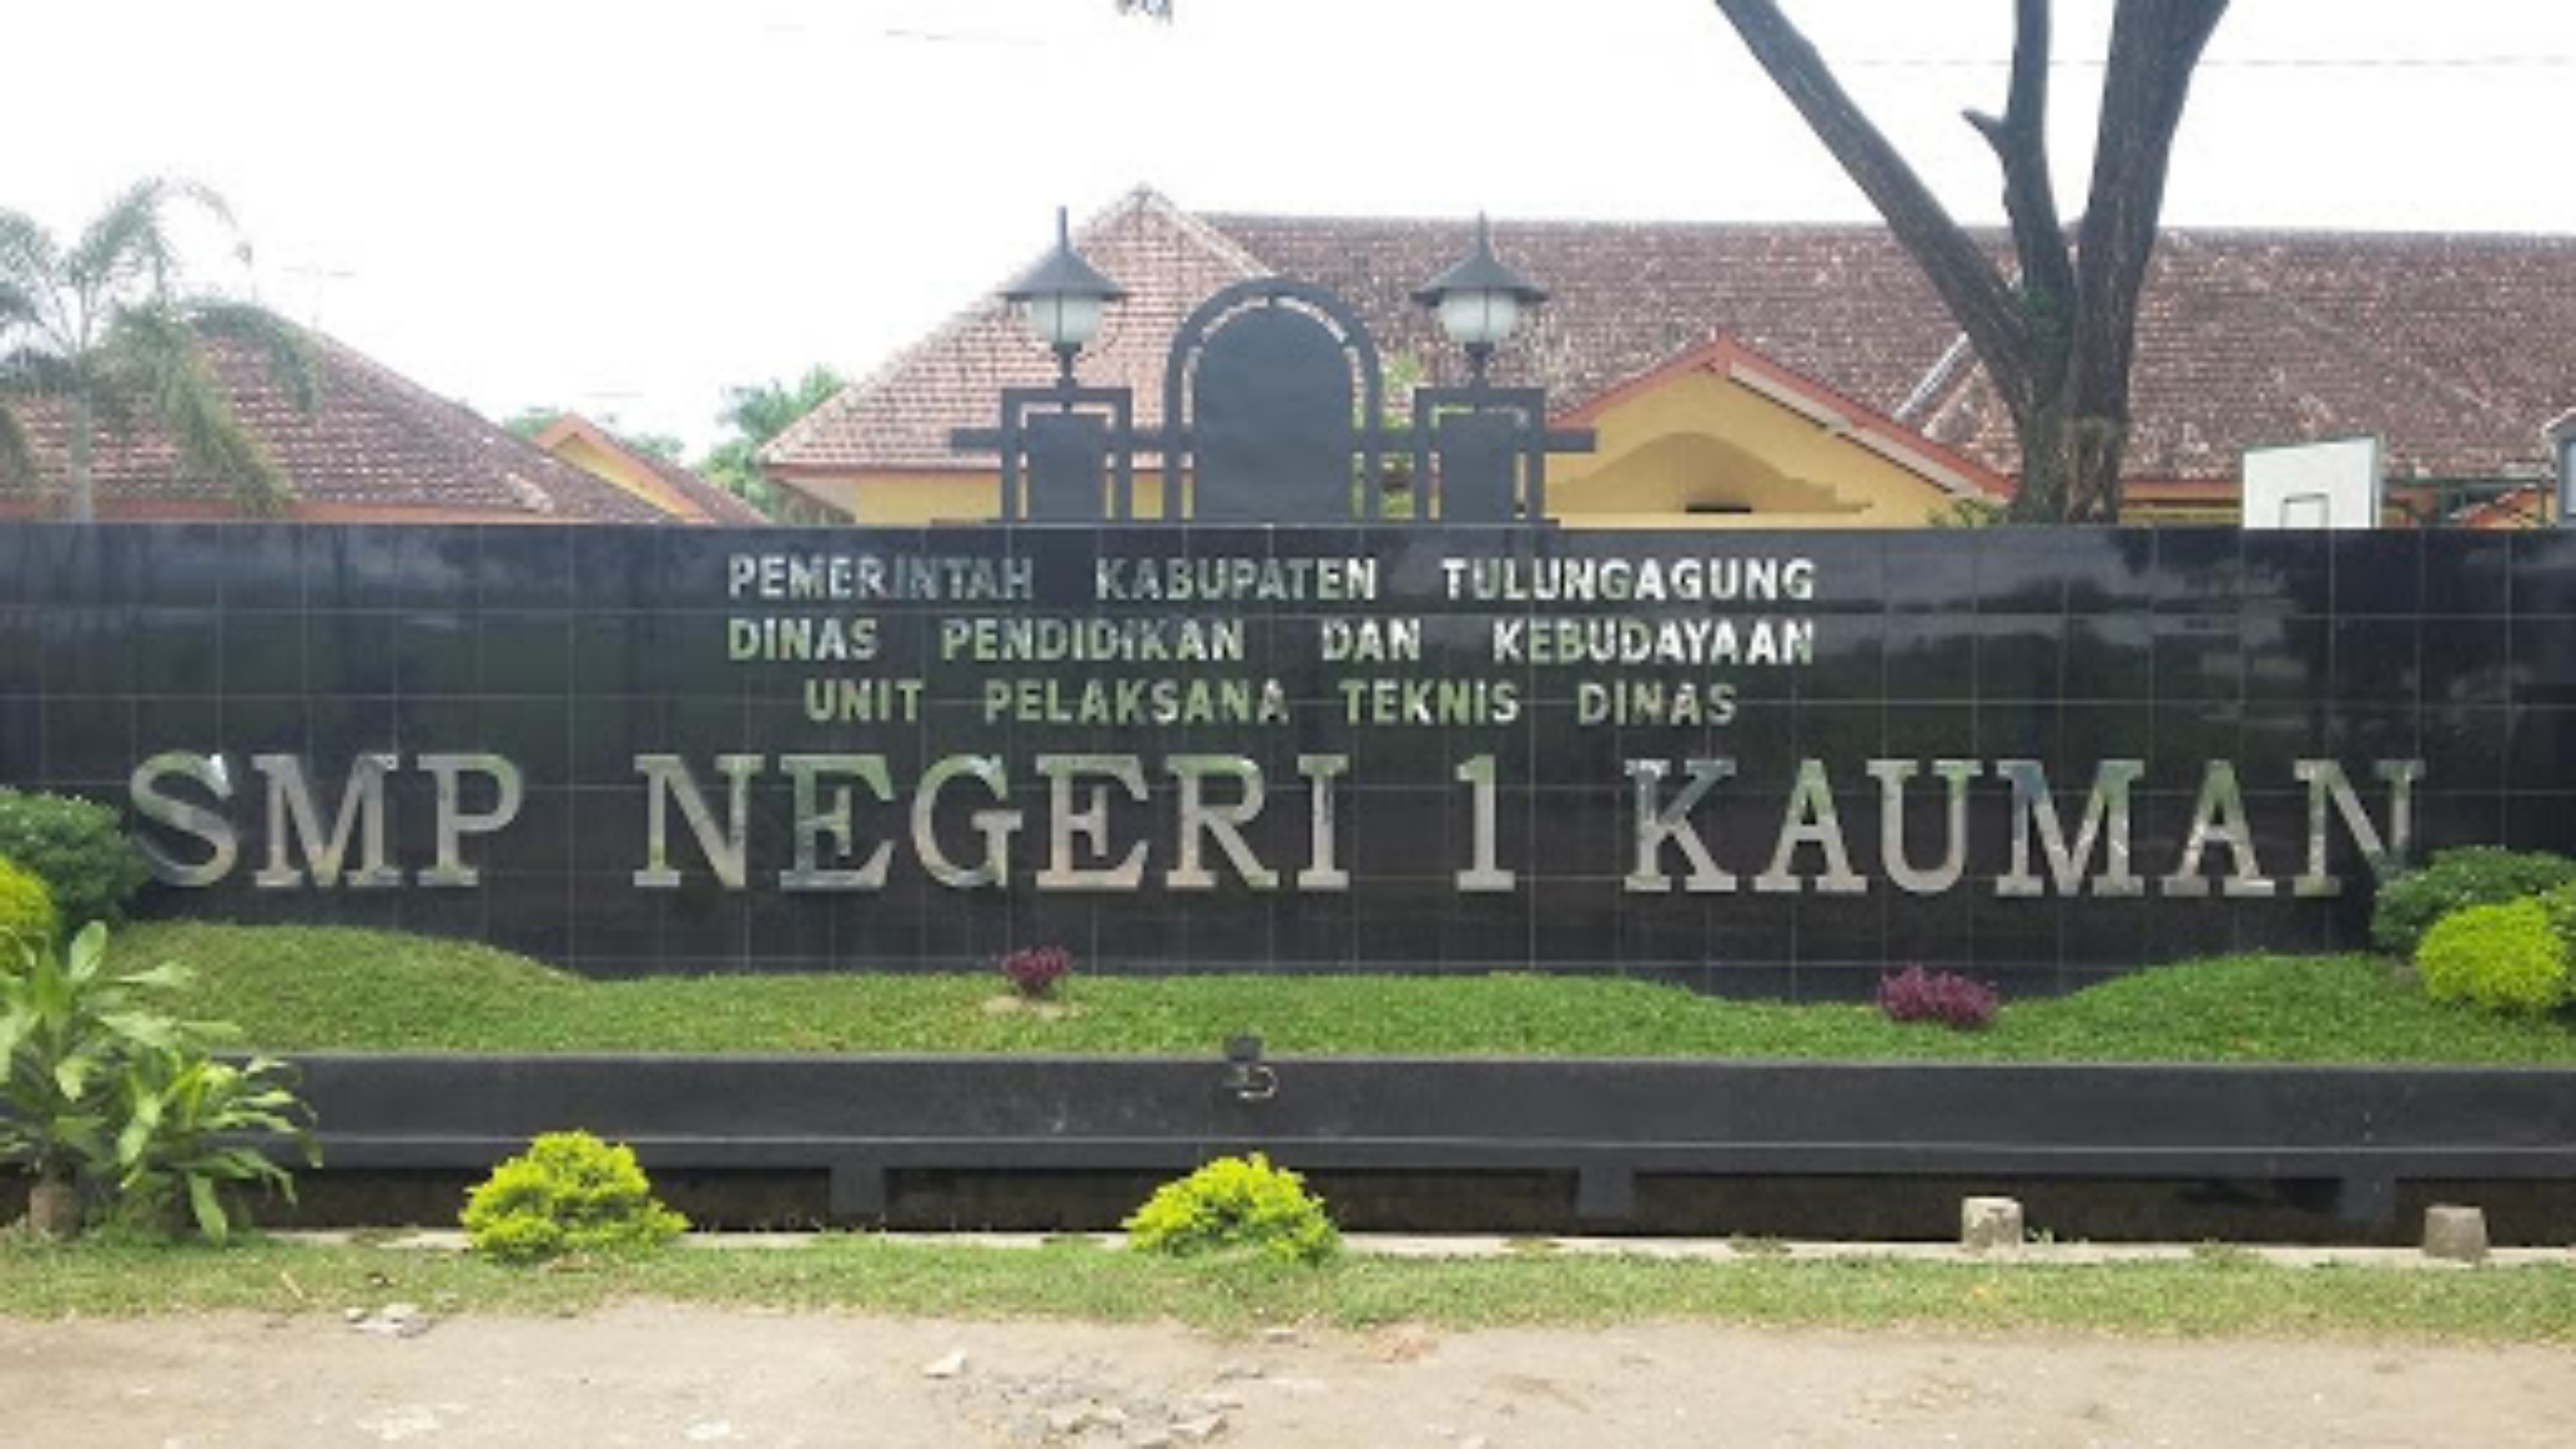 PEMERINTAH KABUPATEN TULUNGAGUNG
DINAS PENDIDIKAN DAN KEBUDAYAAN
UNIT PELAKSANA TEKNIS DINAS
SMP NEGERI 1 KAUMAN